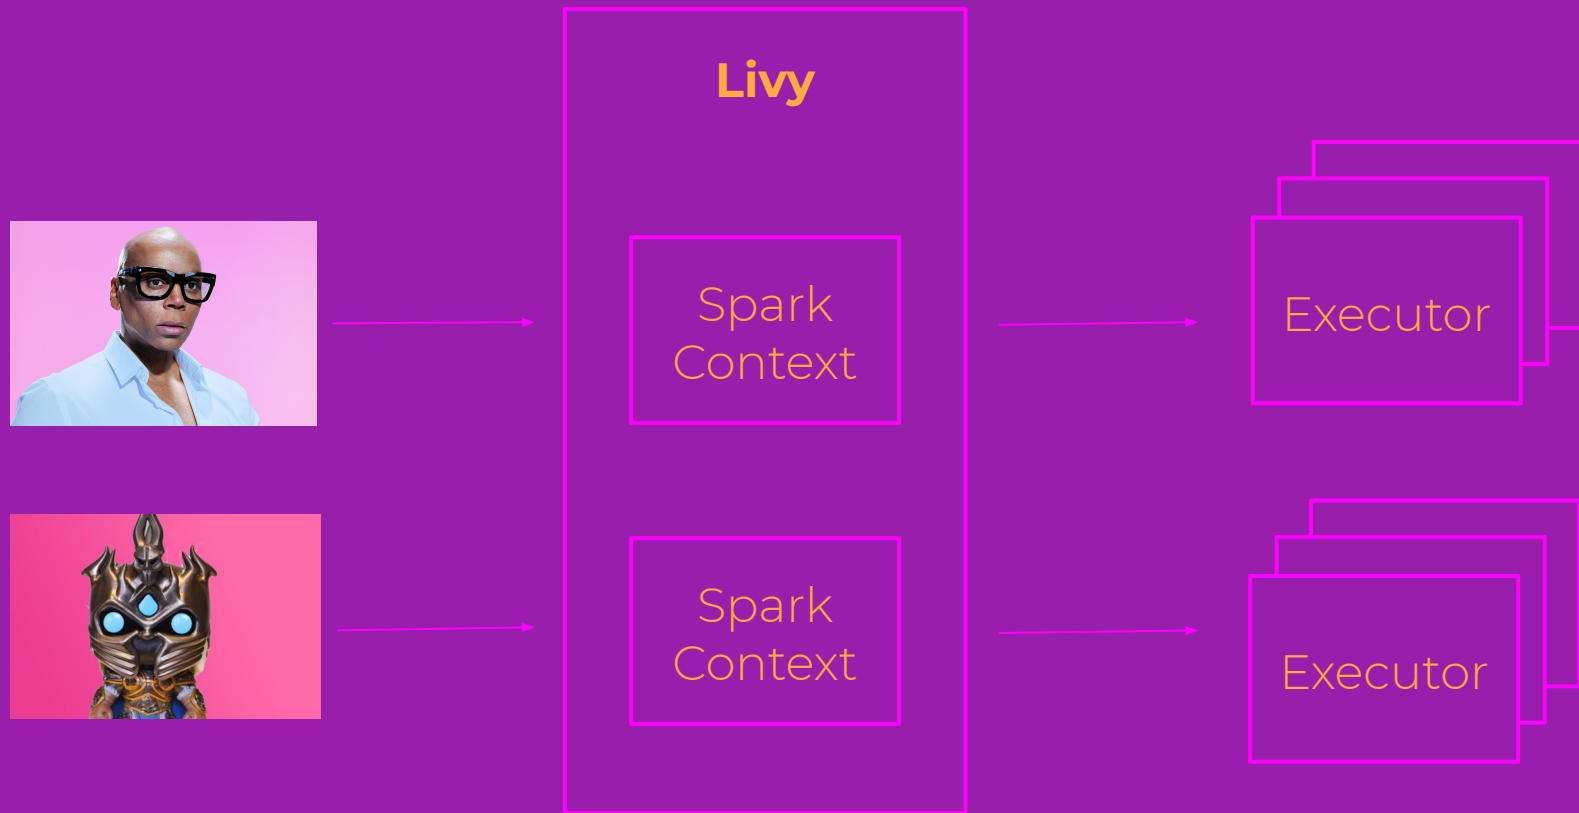 Livy
Spark
Context
Executor
Spark
Context
Executor